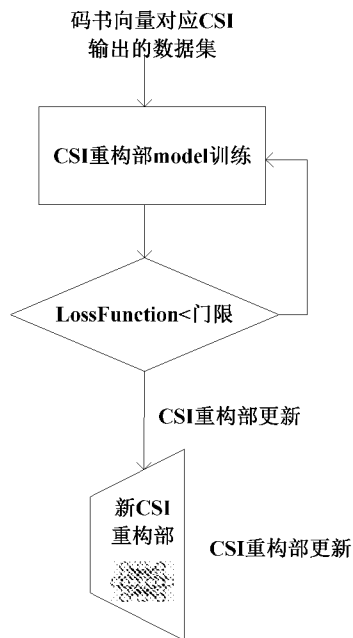 码书向量对应CSI
输出的数据集
CSI重构部model训练
LossFunction<门限
CSI重构部更新
新CSI
重构部
CSI重构部更新